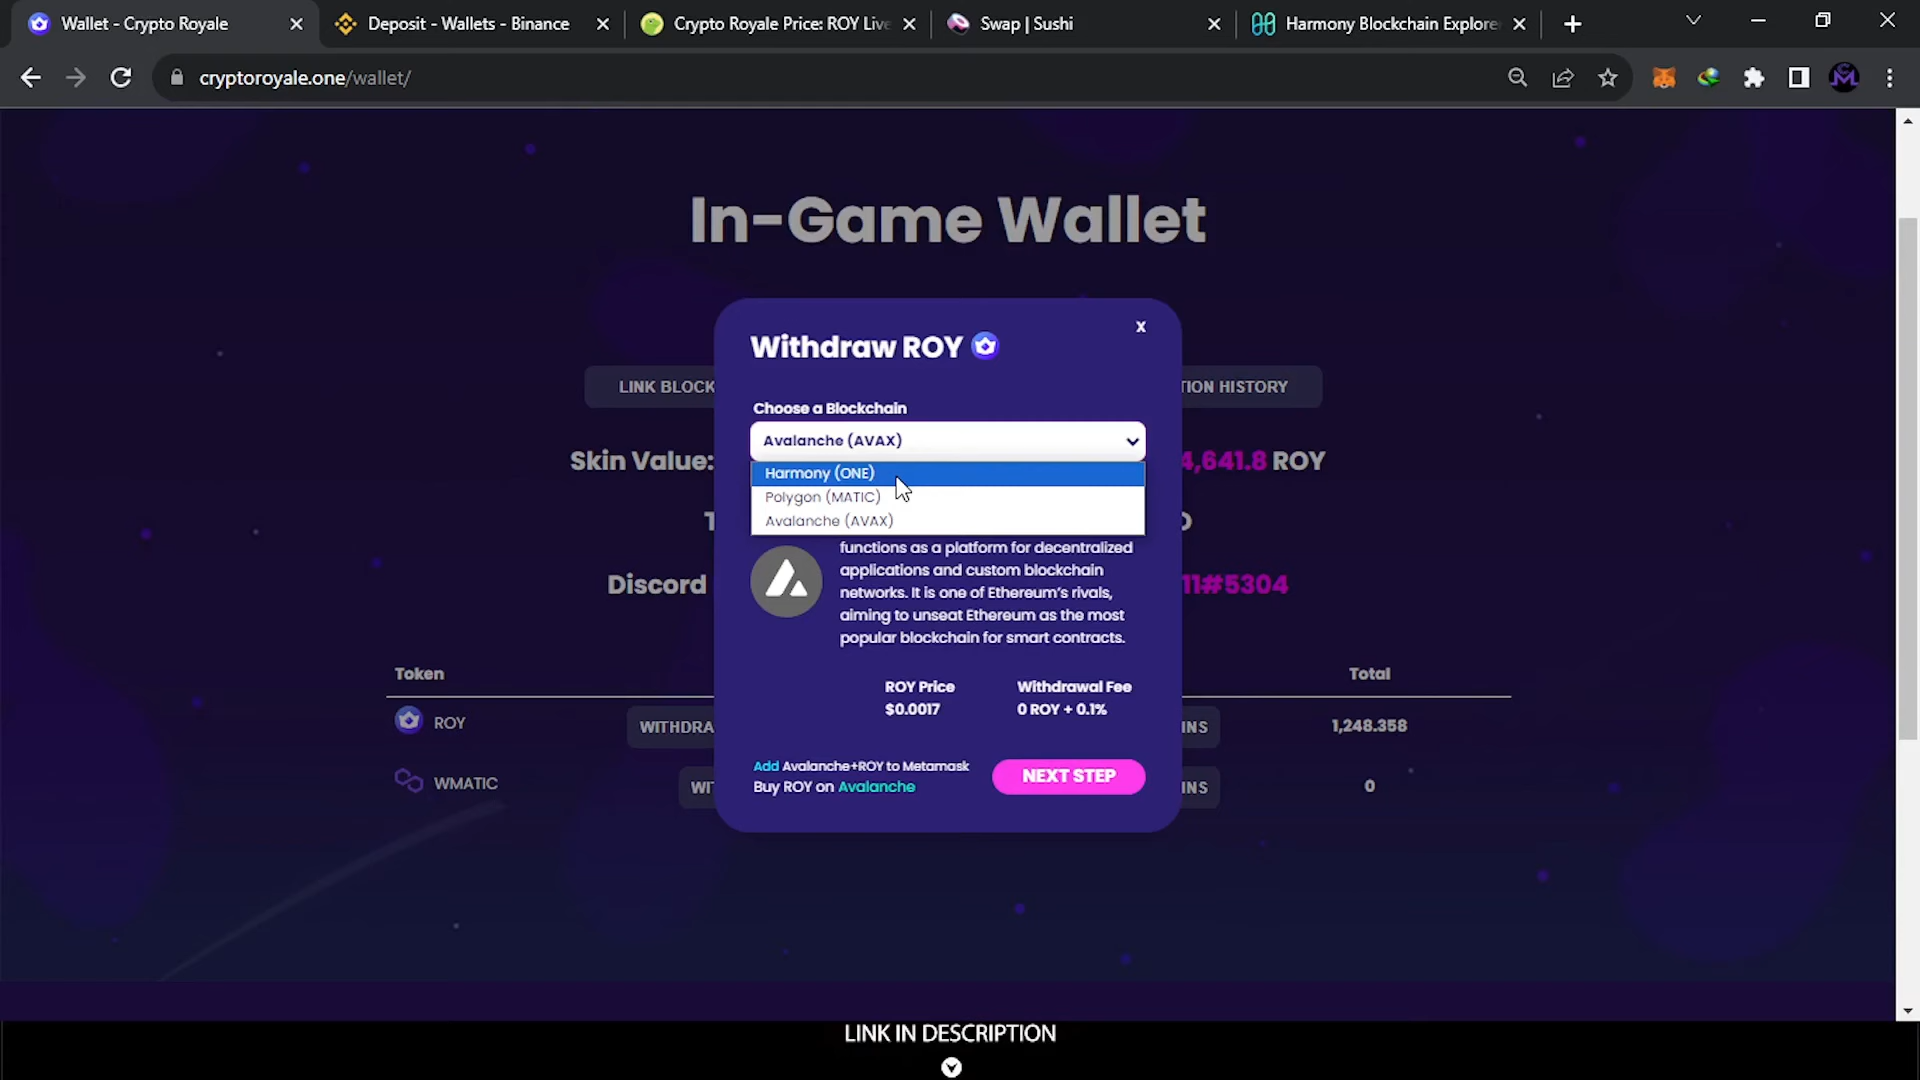 Wallet - Crypto Royale
Deposit - Wallets - Binance
Crypto Royale Price: ROY Live
Swap | Sushi
Harmony Blockchain Explore
cryptoroyale.one/wallet/
In-Game Wallet
Withdraw ROY
X
LINK BLOCK
TION HISTORY
Choose a Blockchain
Avalanche (AVAX)
Skin Value:
4,641.8 ROY
Harmony (ONE)
Polygon (MATIC)
Avalanche (AVAX)
functions as a platform for decentralized
applications and custom blockchain
networks. It is one of Ethereum's rivals,
aiming to unseat Ethereum as the most
popular blockchain for smart contracts.
Discord
11#5304
Token
Total
ROY Price
Withdrawal Fee
$0.0017
0 ROY + 0.1%
ROY
WITHDRA
INS
1,248.358
WMATIC
WI
INS
0
Add Avalanche+ROY to Metamask
Buy ROY on Avalanche
NEXT STEP
LINK IN DESCRIPTION